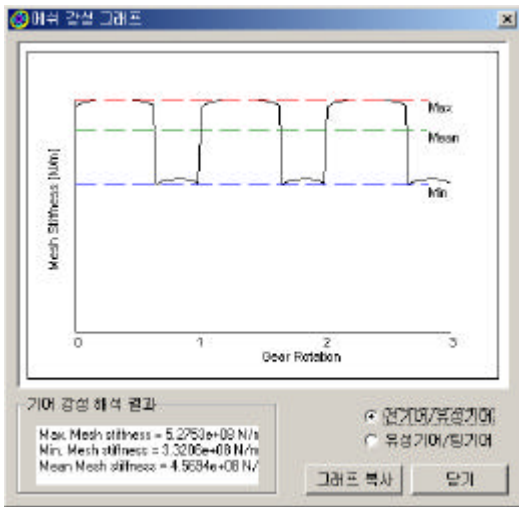 메쉬 강성 그래프
Max
Mean
Min
Mesh Stiffness [N/m]
0 1 2 3
Gear Rotation
기어 강성 해석 결과
Max. Mesh stiffness = 5.2753e+08 N/m
Min. Mesh stiffness = 3.3206e+08 N/m
Mean Mesh stiffness = 4.5694e+08 N/
선기어/유성기어
유성기어/링기어
그래프 복사
닫기